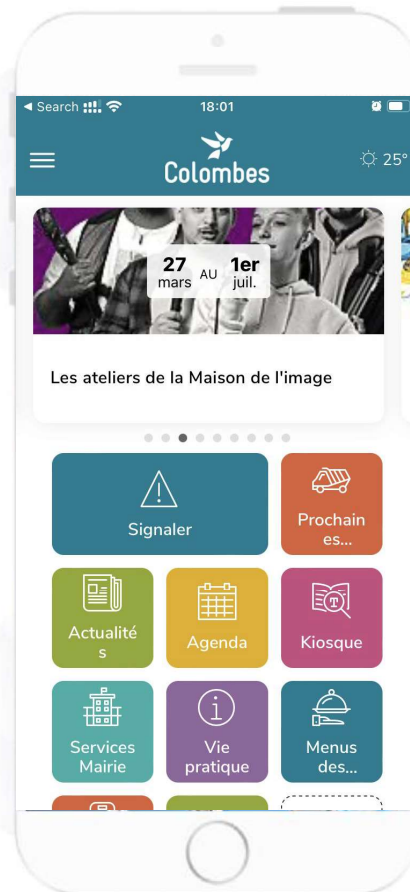 ◄ Search
18:01
Colombes
25°
27
mars
AU
1er
juil.
Les ateliers de la Maison de l'image
Signaler
Prochain
es...
Actualité
s
Agenda
Kiosque
Services
Mairie
Vie
pratique
Menus
des...